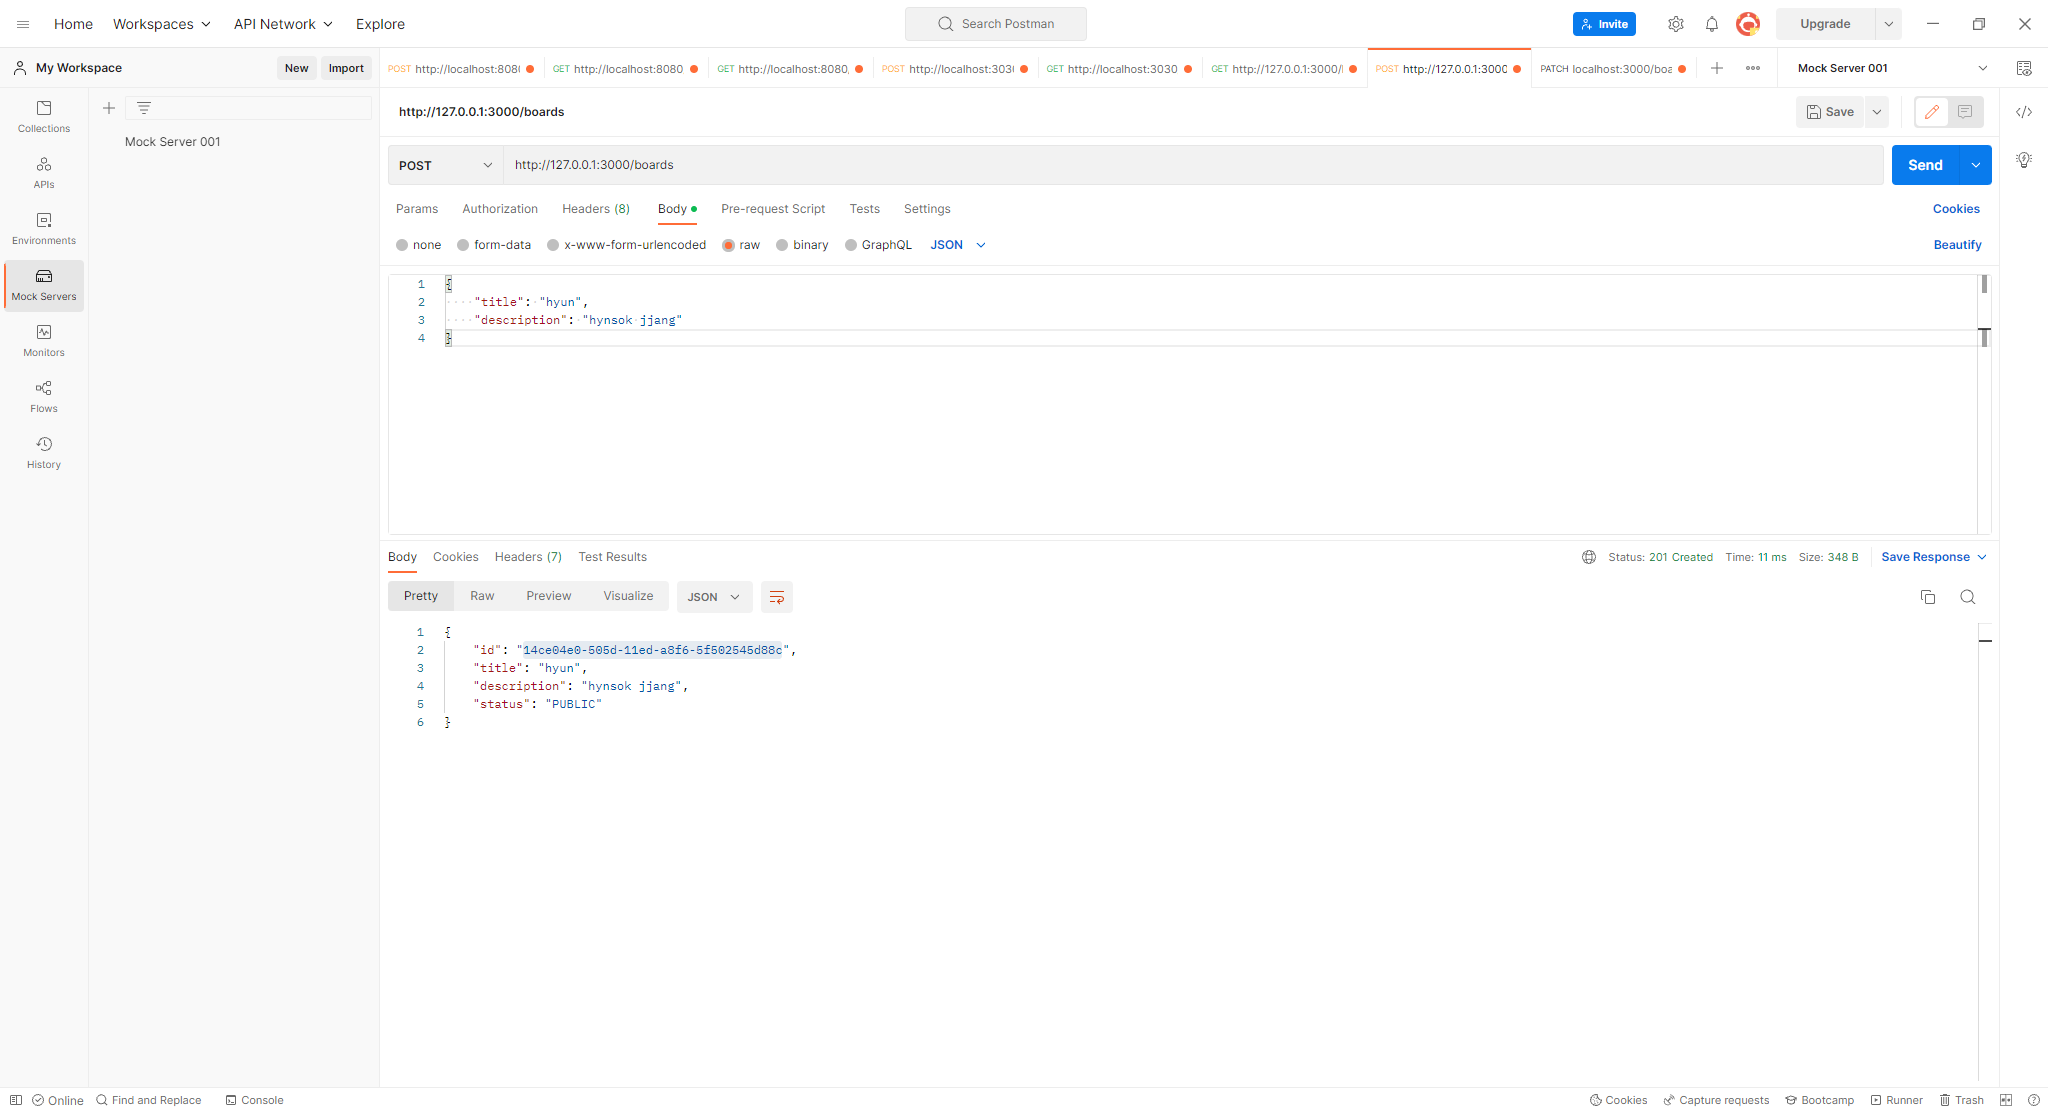 Home Workspaces API Network Explore Search Postman Invite Upgrade
My Workspace New Import POST http://localhost:808 GET http://localhost:8080 GET http://localhost:8080, POST http://localhost:303 GET http://localhost:3030 GET http://127.0.0.1:3000/ POST http://127.0.0.1:3000 PATCH localhost:3000/boa Mock Server 001
Collections
APIs
Environments
Mock Servers
Monitors
Flows
History
Mock Server 001
http://127.0.0.1:3000/boards Save
POST http://127.0.0.1:3000/boards Send
Params Authorization Headers (8) Body Pre-request Script Tests Settings Cookies
none form-data x-www-form-urlencoded raw binary GraphQL JSON Beautify
1 {
2 "title": "hyun",
3 "description": "hynsok jjang"
4 }
Body Cookies Headers (7) Test Results Status: 201 Created Time: 11 ms Size: 348 B Save Response
Pretty Raw Preview Visualize JSON
1 {
2 "id": "14ce04e0-505d-11ed-a8f6-5f502545d88c",
3 "title": "hyun",
4 "description": "hynsok jjang",
5 "status": "PUBLIC"
6 }
Online Find and Replace Console Cookies Capture requests Bootcamp Runner Trash